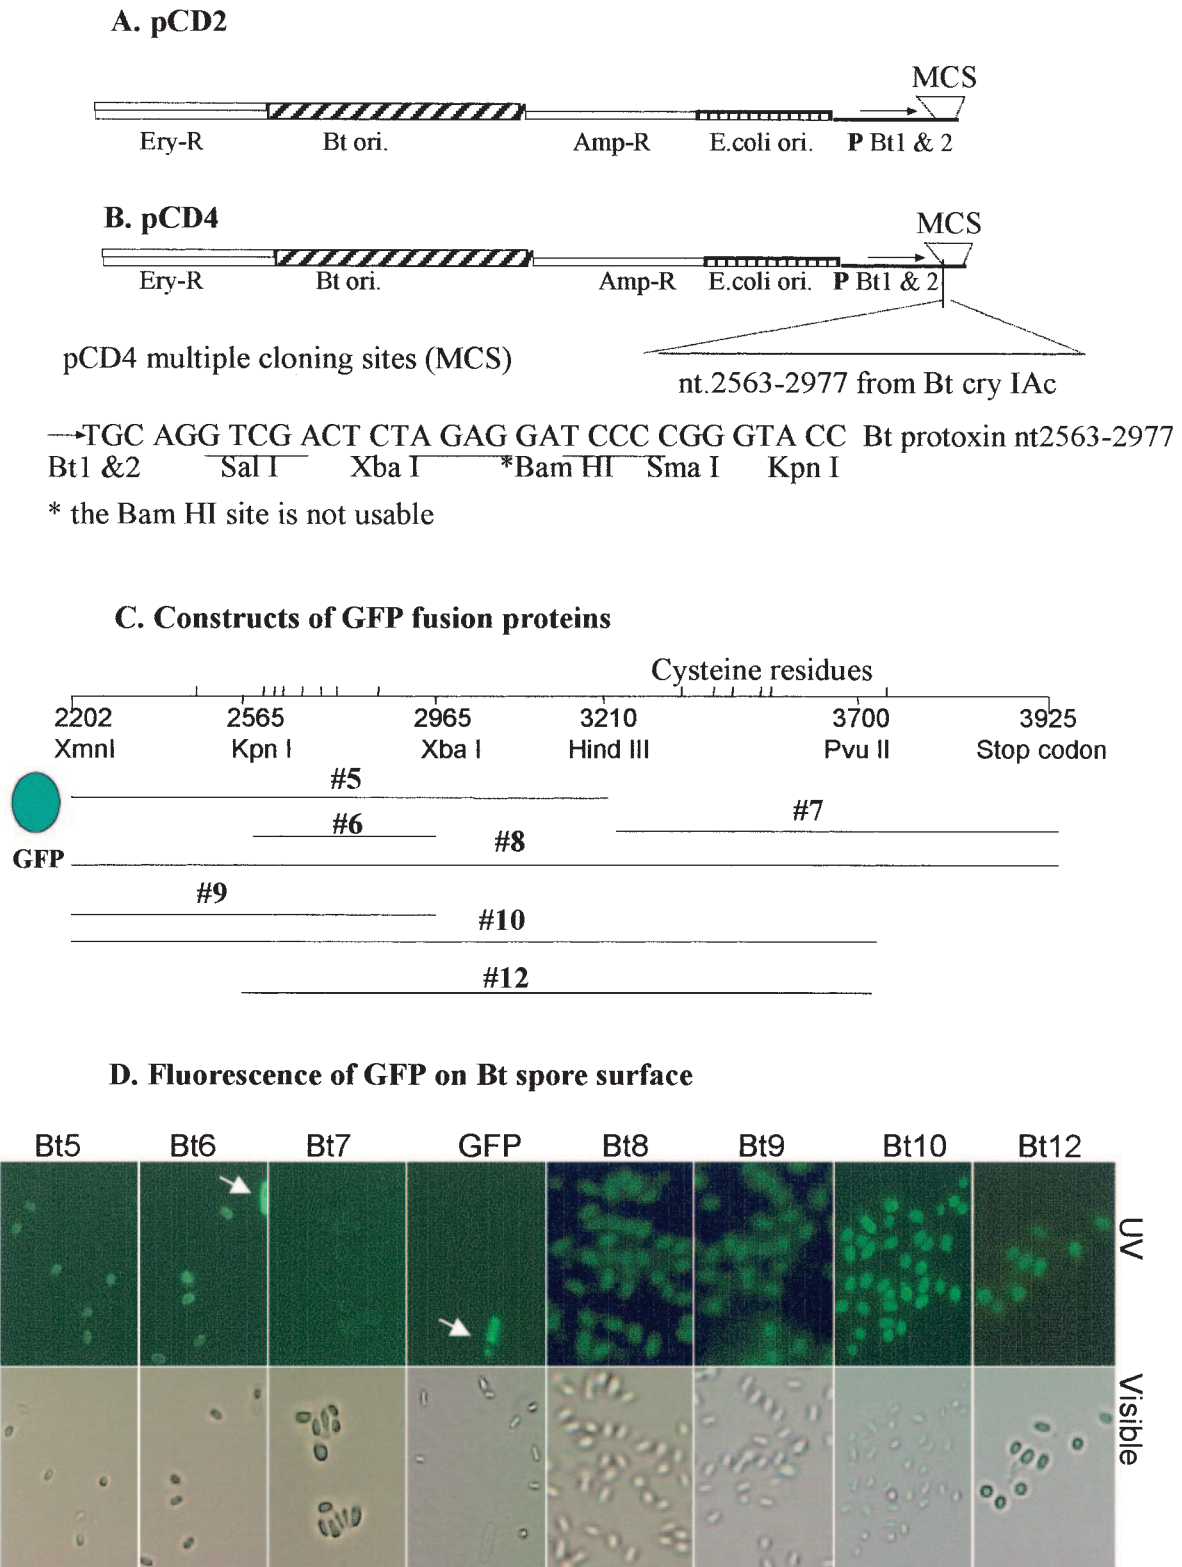 A. pCD2
MCS
Ery-R Bt ori. Amp-R E.coli ori. P Bt1 & 2
B. pCD4
MCS
Ery-R Bt ori. Amp-R E.coli ori. P Bt1 & 2
pCD4 multiple cloning sites (MCS)
nt.2563-2977 from Bt cry IAc
TGC AGG TCG ACT CTA GAG GAT CCC CGG GTA CC Bt protoxin nt2563-2977
Bt1 &2 Sal I Xba I *Bam HI Sma I Kpn I
* the Bam HI site is not usable
C. Constructs of GFP fusion proteins
Cysteine residues
2202 2565 2965 3210 3700 3925
XmnI Kpn I Xba I Hind III Pvu II Stop codon
#5
#7
#6
#8
GFP
#9
#10
#12
D. Fluorescence of GFP on Bt spore surface
Bt5 Bt6 Bt7 GFP Bt8 Bt9 Bt10 Bt12
UV
Visible